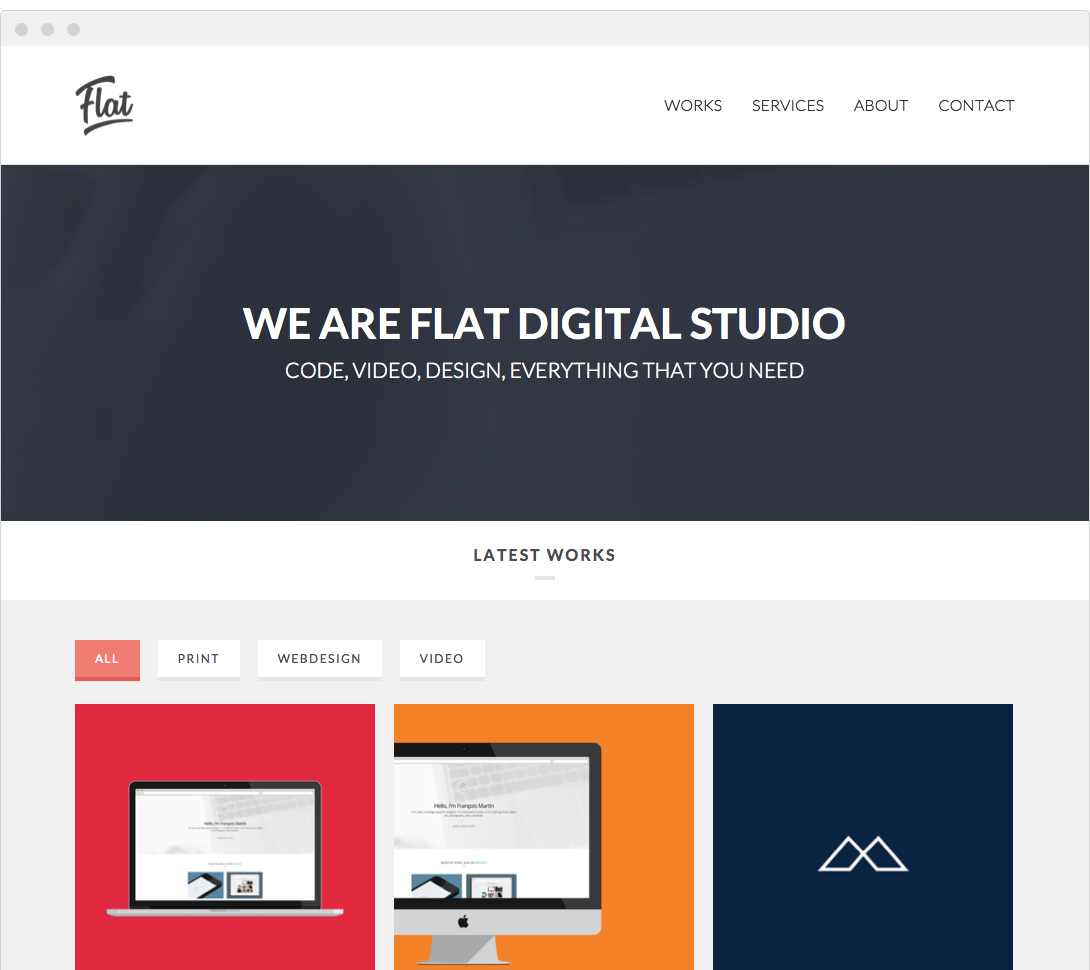 Flat
WORKS SERVICES ABOUT CONTACT
WE ARE FLAT DIGITAL STUDIO
CODE, VIDEO, DESIGN, EVERYTHING THAT YOU NEED
LATEST WORKS
ALL PRINT WEBDESIGN VIDEO
Hello, I'm François Martin
Hello, I'm François Martin